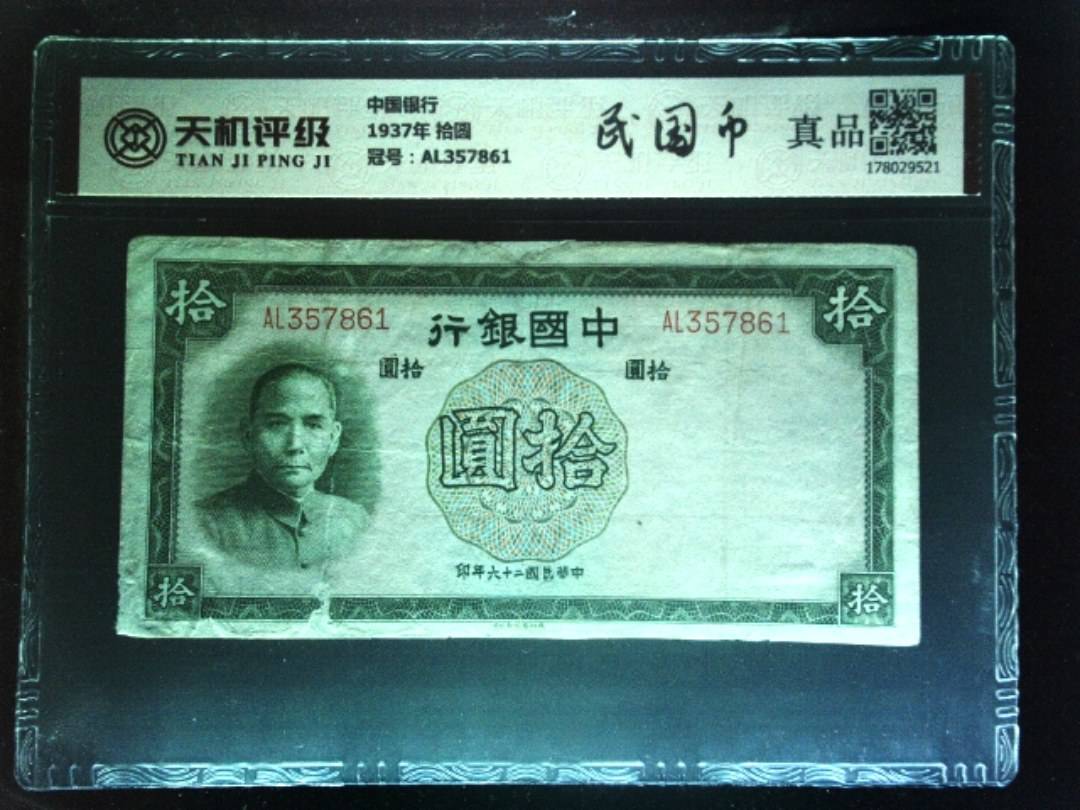 天机评级
TIAN JI PING JI
中国银行
1937年 拾圆
冠号：AL357861
民国币
真品
178029521
拾
拾
AL357861
行銀國中
AL357861
圓拾
圓拾
圓拾
印年六十二國民華中
拾
拾